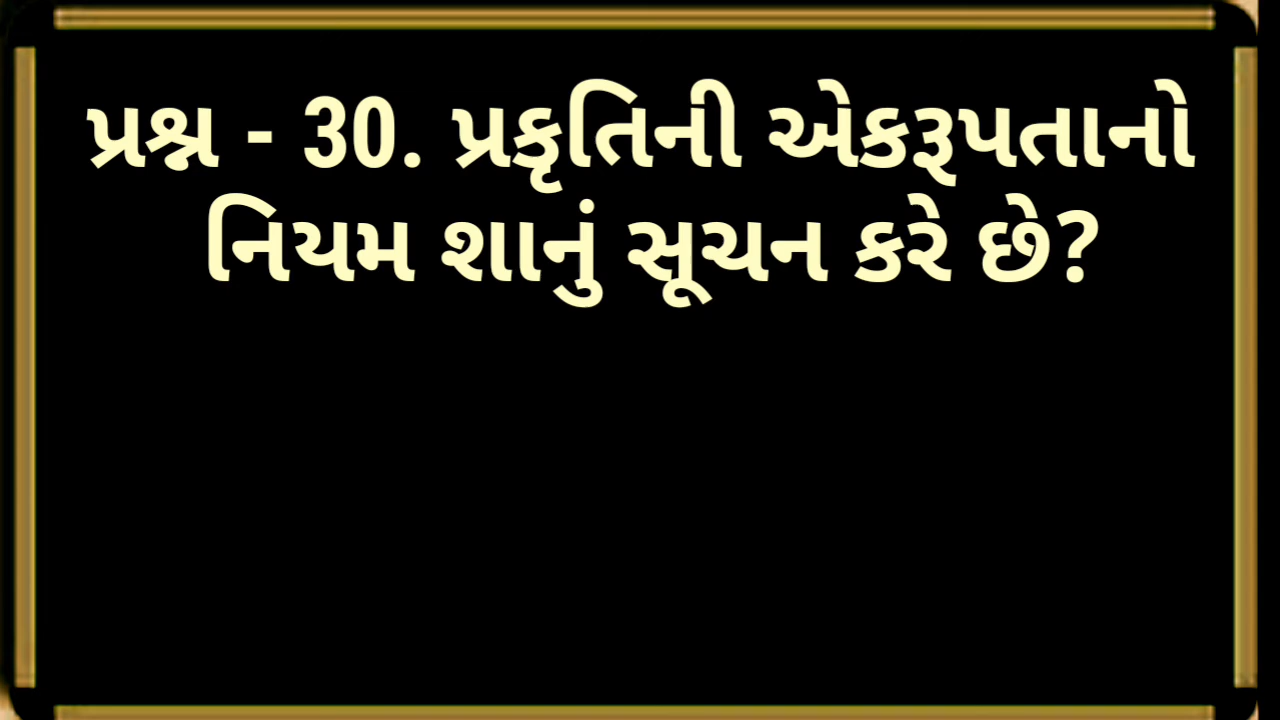 પ્રશ્ન - 30. પ્રકૃતિની એકરૂપતાનો
નિયમ શાનું સૂચન કરે છે?